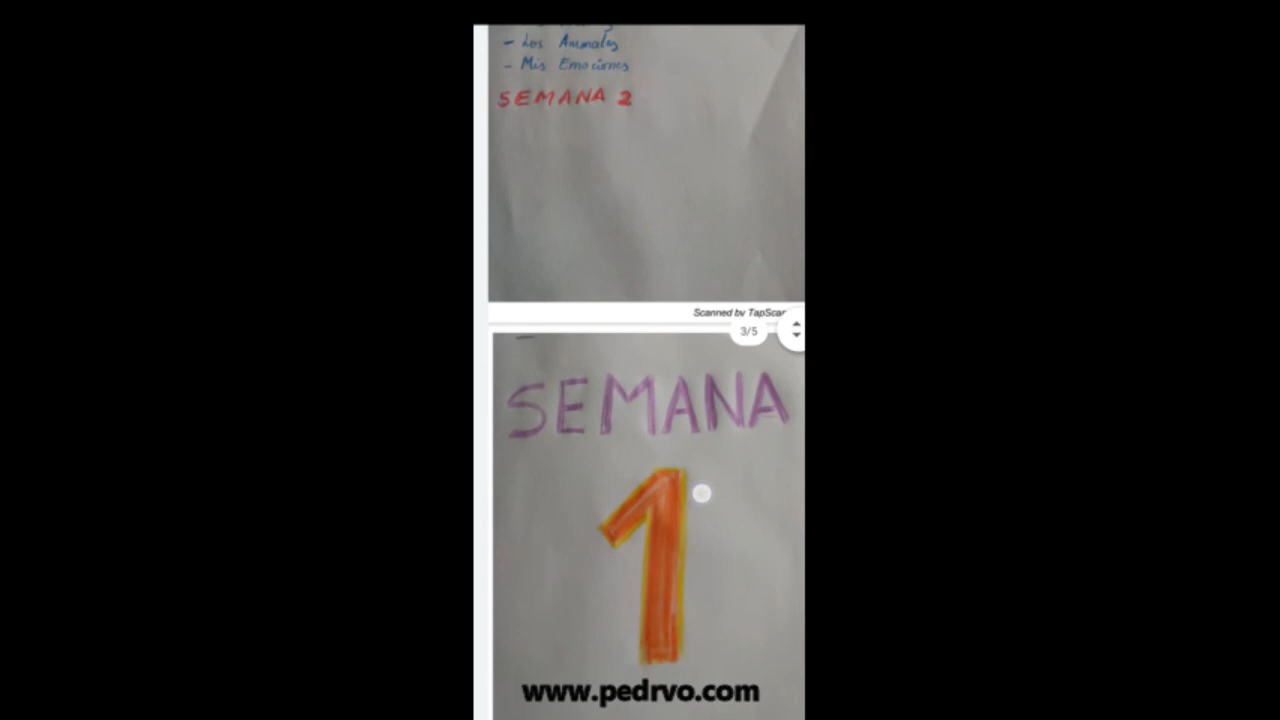 - Los Animales
- Mis Emociones
SEMANA 2
Scanned by TapScan
3/5
SEMANA
1
www.pedrvo.com